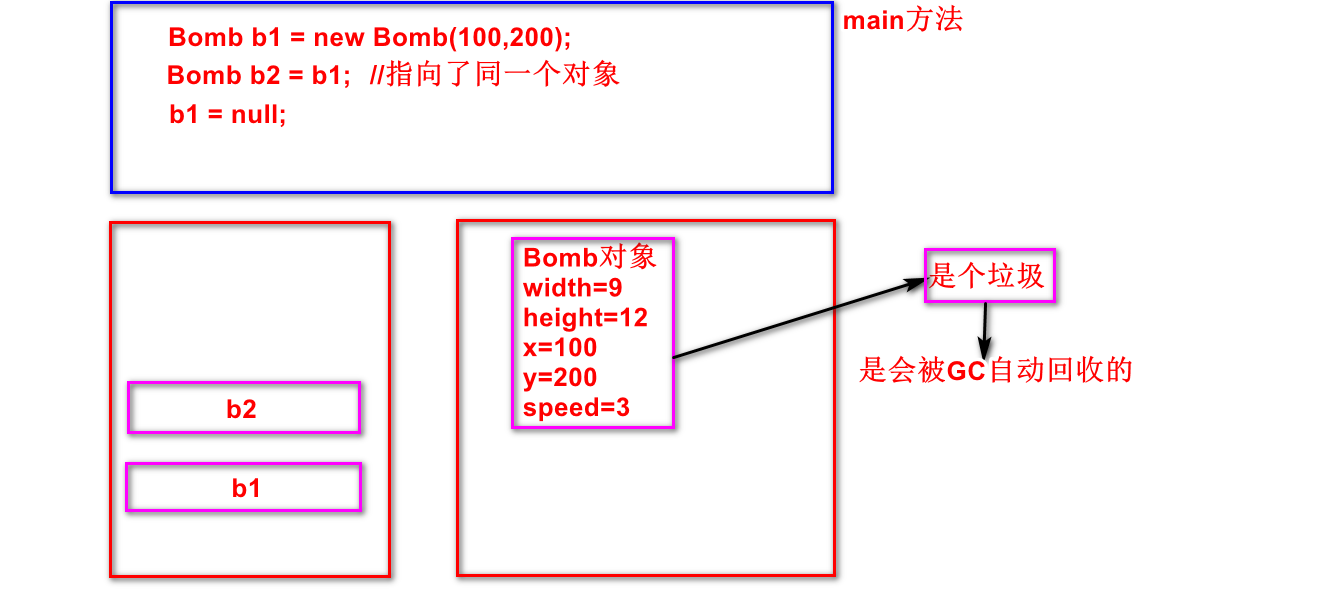 Bomb b1 = new Bomb(100,200);
main方法
Bomb b2 = b1; //指向了同一个对象
b1 = null;
Bomb对象
width=9
height=12
x=100
y=200
speed=3
是个垃圾
是会被GC自动回收的
b2
b1